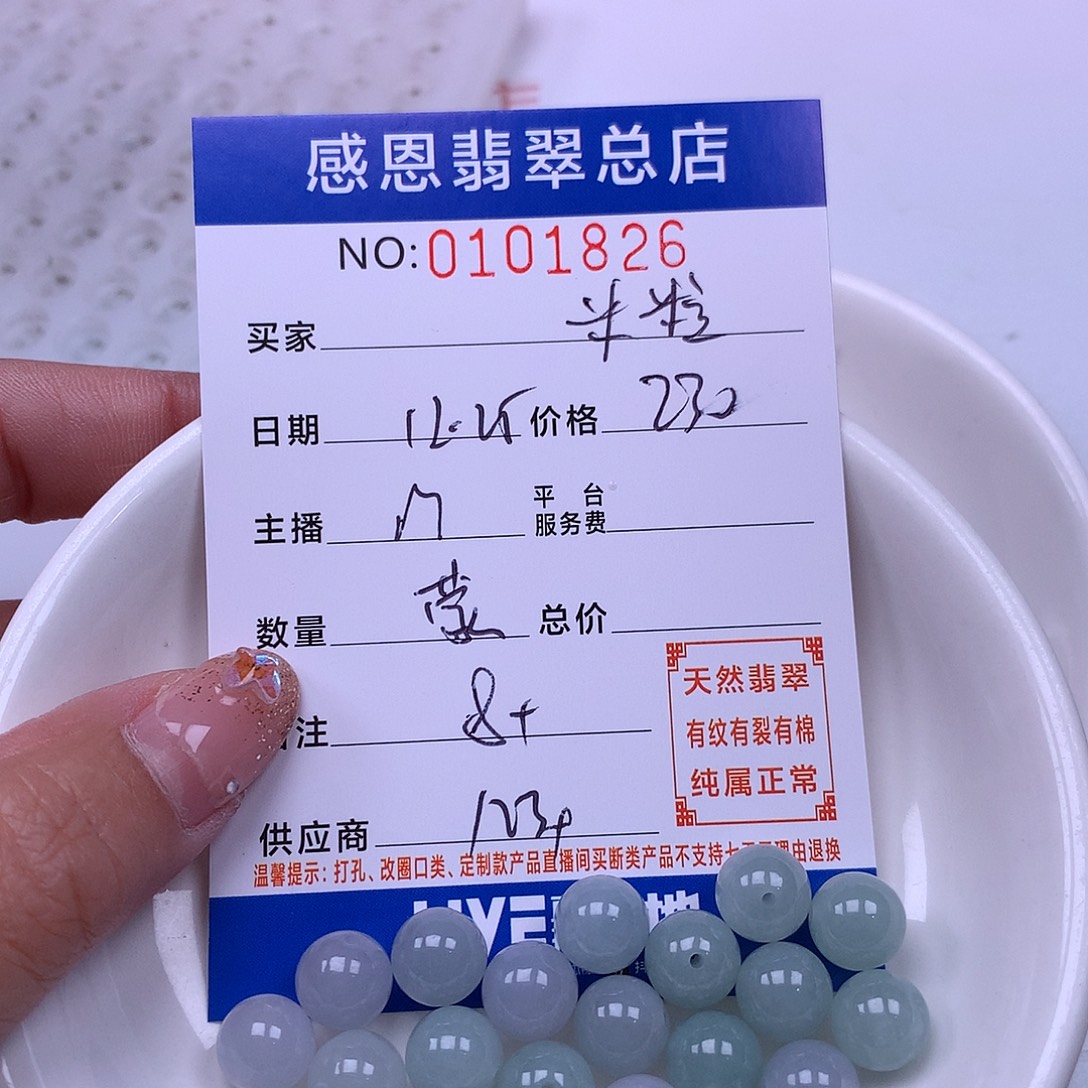 感恩翡翠总店
NO:0101826
买家 米粒
日期 12.25 价格 230
主播 门 平台服务费
数量 蒙 总价
注 8+
供应商
天然翡翠
有纹有裂有棉
纯属正常
温馨提示：打孔、改圈口类、定制款产品直播间买断类产品不支持七天无理由退换